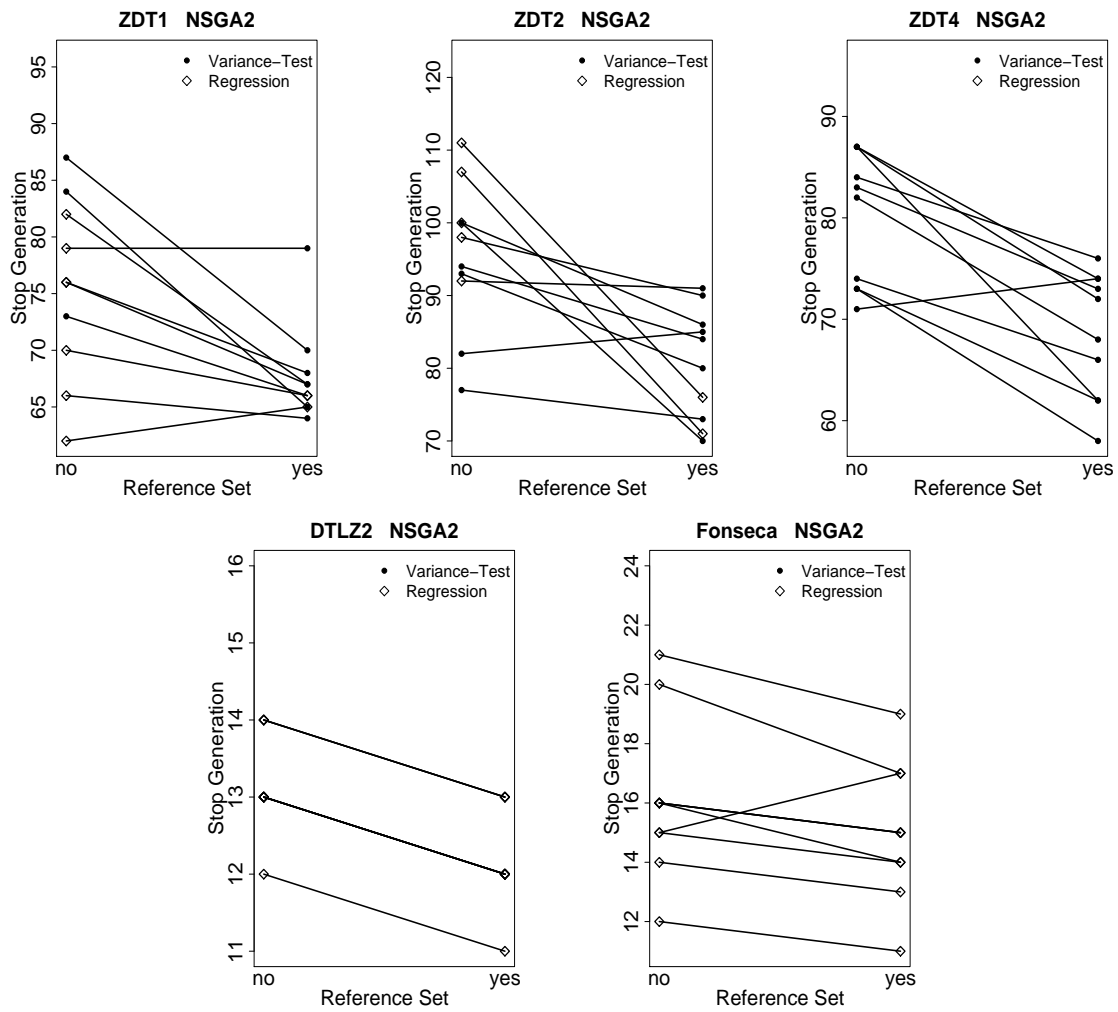 ZDT1 NSGA2
Variance−Test
Regression
Stop Generation
95
90
85
80
75
70
65
no
yes
Reference Set
ZDT2 NSGA2
Variance−Test
Regression
Stop Generation
120
110
100
90
80
70
no
yes
Reference Set
ZDT4 NSGA2
Variance−Test
Regression
Stop Generation
90
80
70
60
no
yes
Reference Set
DTLZ2 NSGA2
Variance−Test
Regression
Stop Generation
16
15
14
13
12
11
no
yes
Reference Set
Fonseca NSGA2
Variance−Test
Regression
Stop Generation
24
22
20
18
16
14
12
no
yes
Reference Set